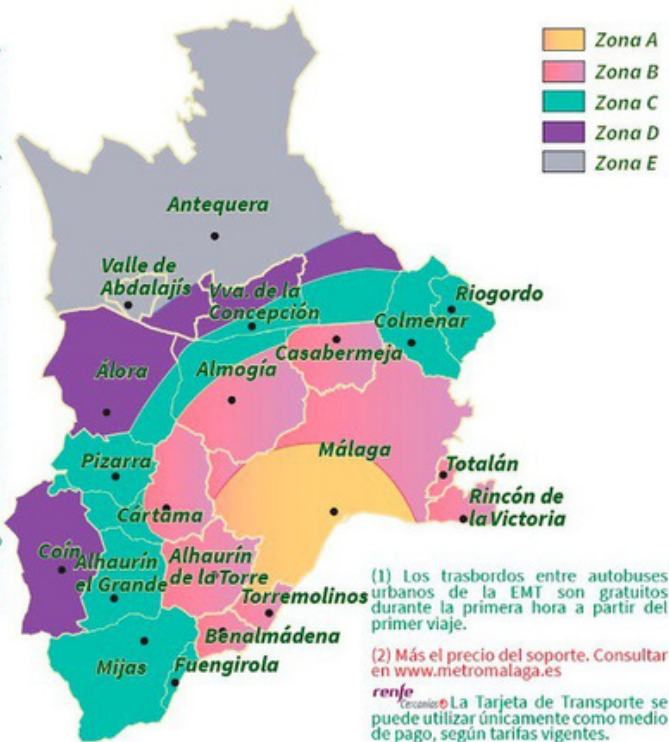 Zona A
Zona B
Zona C
Zona D
Zona E
Antequera
Valle de
Abdalajís
Vva. de la
Concepción
Riogordo
Colmenar
Casabermeja
Álora
Almogía
Málaga
Pizarra
Totalán
Rincón de
la Victoria
Cártama
Coín
Alhaurín
el Grande
Alhaurín
de la Torre
Torremolinos
Benalmádena
Mijas
Fuengirola
(1) Los trasbordos entre autobuses
urbanos de la EMT son gratuitos
durante la primera hora a partir del
primer viaje.
(2) Más el precio del soporte. Consultar
en www.metromalaga.es
renfe
Cercanías La Tarjeta de Transporte se
puede utilizar únicamente como medio
de pago, según tarifas vigentes.